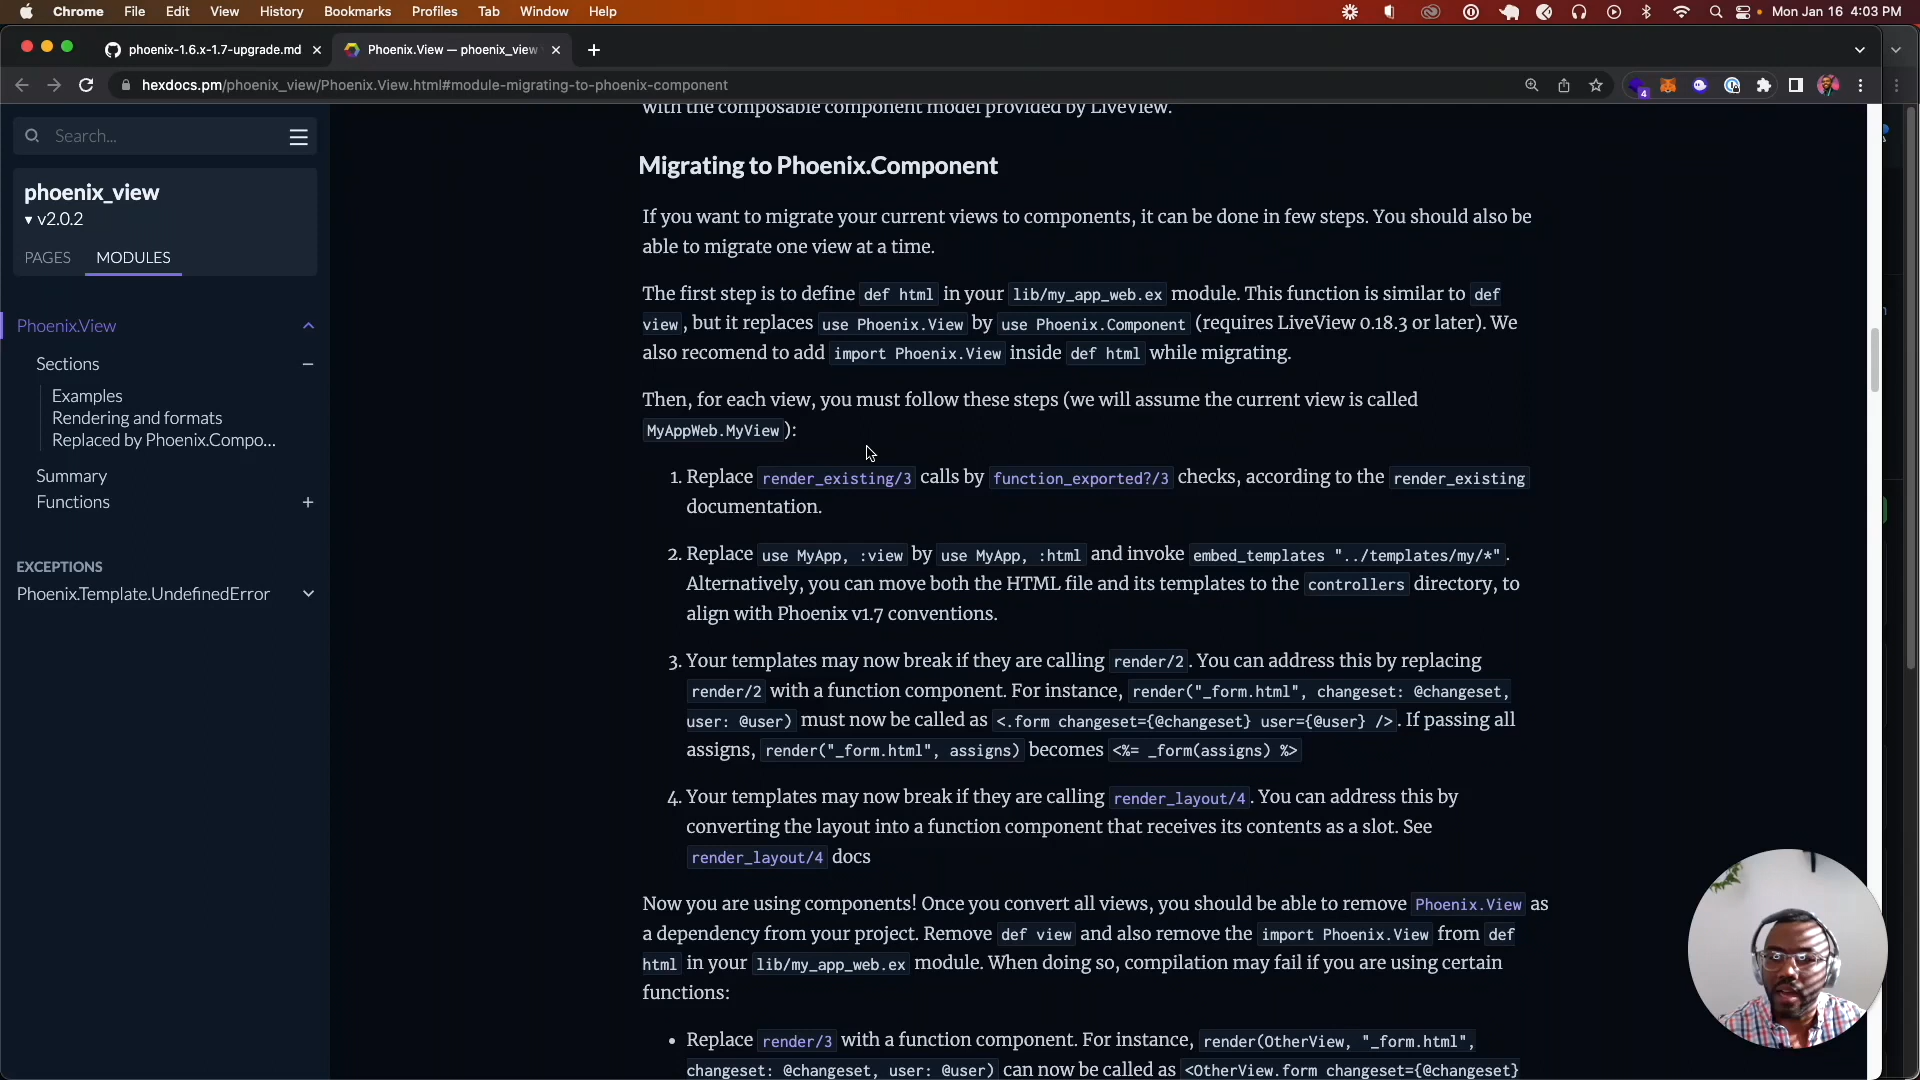 Chrome File Edit View History Bookmarks Profiles Tab Window Help Mon Jan 16 4:03 PM
phoenix-1.6.x-1.7-upgrade.md Phoenix.View — phoenix_view
hexdocs.pm/phoenix_view/Phoenix.View.html#module-migrating-to-phoenix-component 4
Search...
phoenix_view
v2.0.2
PAGES MODULES
Phoenix.View
Sections
Examples
Rendering and formats
Replaced by Phoenix.Compo...
Summary
Functions
EXCEPTIONS
Phoenix.Template.UndefinedError
with the composable component model provided by LiveView.
Migrating to Phoenix.Component
If you want to migrate your current views to components, it can be done in few steps. You should also be
able to migrate one view at a time.
The first step is to define def html in your lib/my_app_web.ex module. This function is similar to def
view, but it replaces use Phoenix.View by use Phoenix.Component (requires LiveView 0.18.3 or later). We
also recomend to add import Phoenix.View inside def html while migrating.
Then, for each view, you must follow these steps (we will assume the current view is called
MyAppWeb.MyView):
1. Replace render_existing/3 calls by function_exported?/3 checks, according to the render_existing
documentation.
2. Replace use MyApp, :view by use MyApp, :html and invoke embed_templates "../templates/my/*".
Alternatively, you can move both the HTML file and its templates to the controllers directory, to
align with Phoenix v1.7 conventions.
3. Your templates may now break if they are calling render/2. You can address this by replacing
render/2 with a function component. For instance, render("_form.html", changeset: @changeset,
user: @user) must now be called as <.form changeset={@changeset} user={@user} />. If passing all
assigns, render("_form.html", assigns) becomes <%= _form(assigns) %>
4. Your templates may now break if they are calling render_layout/4. You can address this by
converting the layout into a function component that receives its contents as a slot. See
render_layout/4 docs
Now you are using components! Once you convert all views, you should be able to remove Phoenix.View as
a dependency from your project. Remove def view and also remove the import Phoenix.View from def
html in your lib/my_app_web.ex module. When doing so, compilation may fail if you are using certain
functions:
• Replace render/3 with a function component. For instance, render(OtherView, "_form.html",
changeset: @changeset, user: @user) can now be called as <OtherView.form changeset={@changeset}